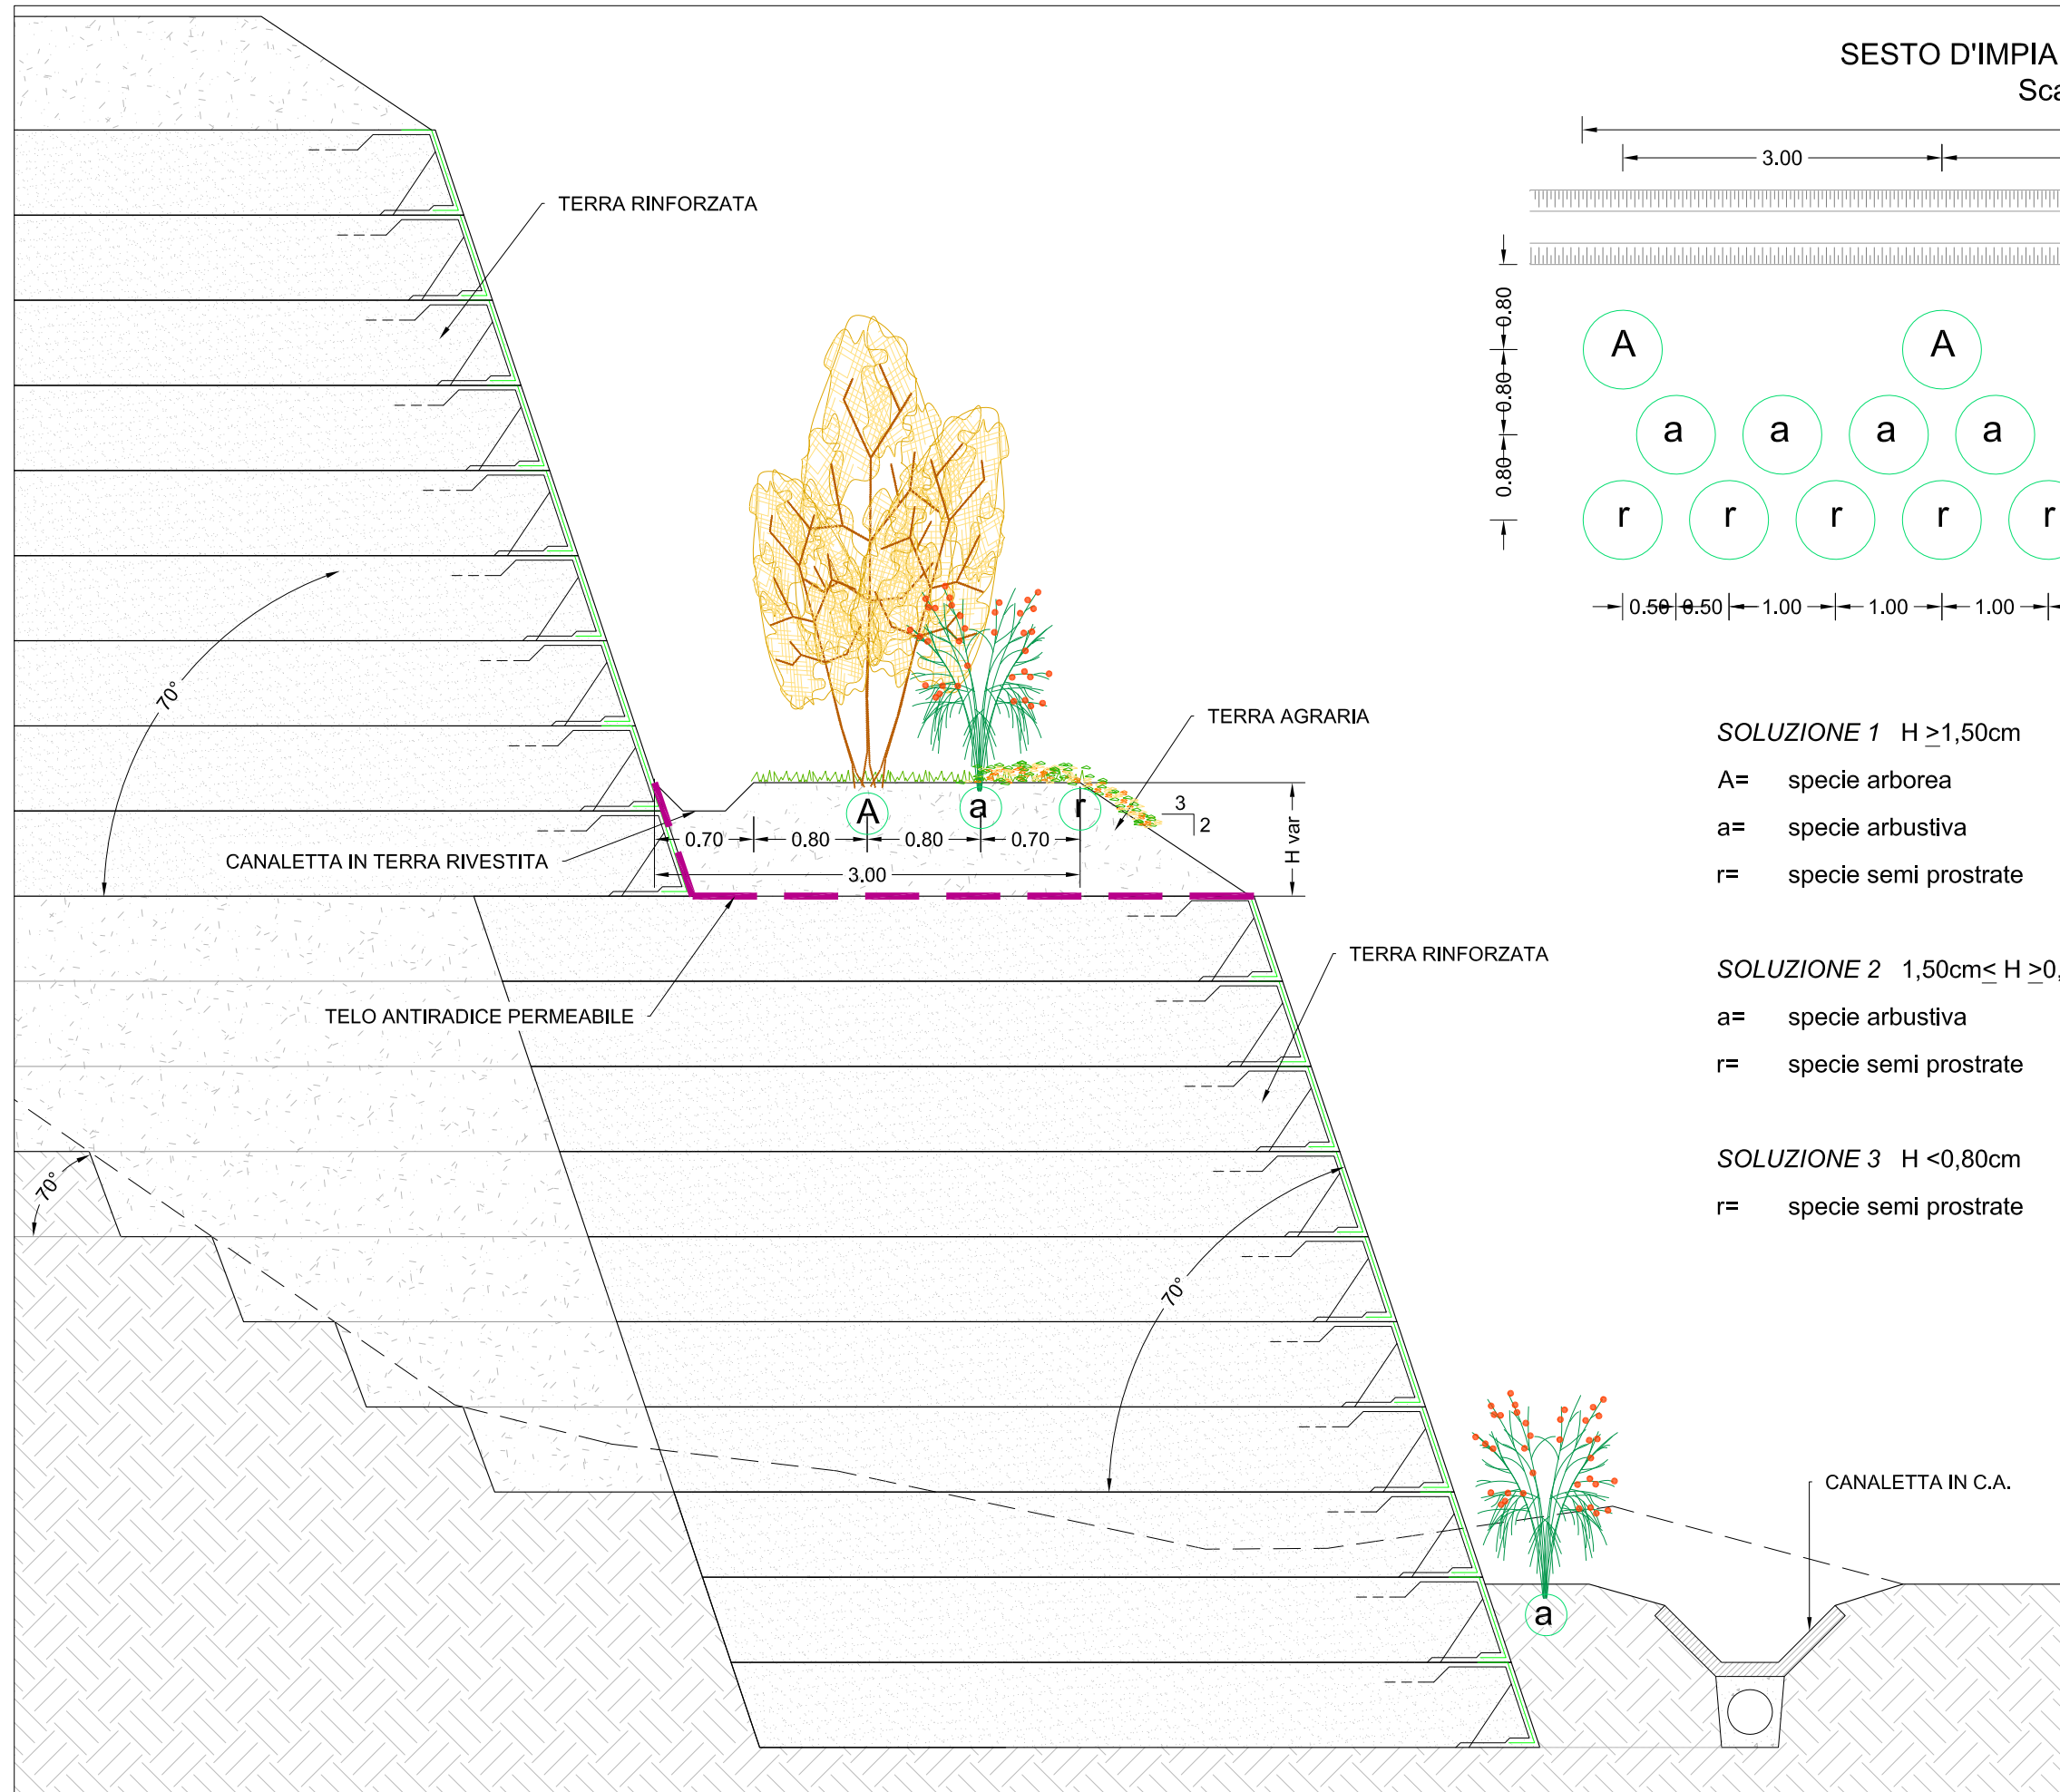 SESTO D'IMPIA
Sca
3.00
TERRA RINFORZATA
0.80
0.80
0.80
A A
a a a a
r r r r r
0.50 0.50 1.00 1.00 1.00
70°
TERRA AGRARIA
SOLUZIONE 1 H ≥1,50cm
A= specie arborea
a= specie arbustiva
r= specie semi prostrate
A a r
3
2
H var
0.70 0.80 0.80 0.70
3.00
CANALETTA IN TERRA RIVESTITA
TERRA RINFORZATA
TELO ANTIRADICE PERMEABILE
SOLUZIONE 2 1,50cm≤ H ≥0,
a= specie arbustiva
r= specie semi prostrate
70°
SOLUZIONE 3 H <0,80cm
r= specie semi prostrate
70°
CANALETTA IN C.A.
a